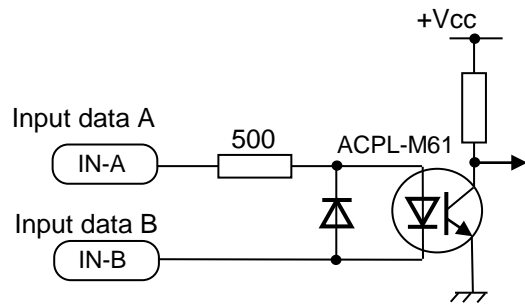 +Vcc
Input data A
500
ACPL-M61
IN-A
Input data B
IN-B